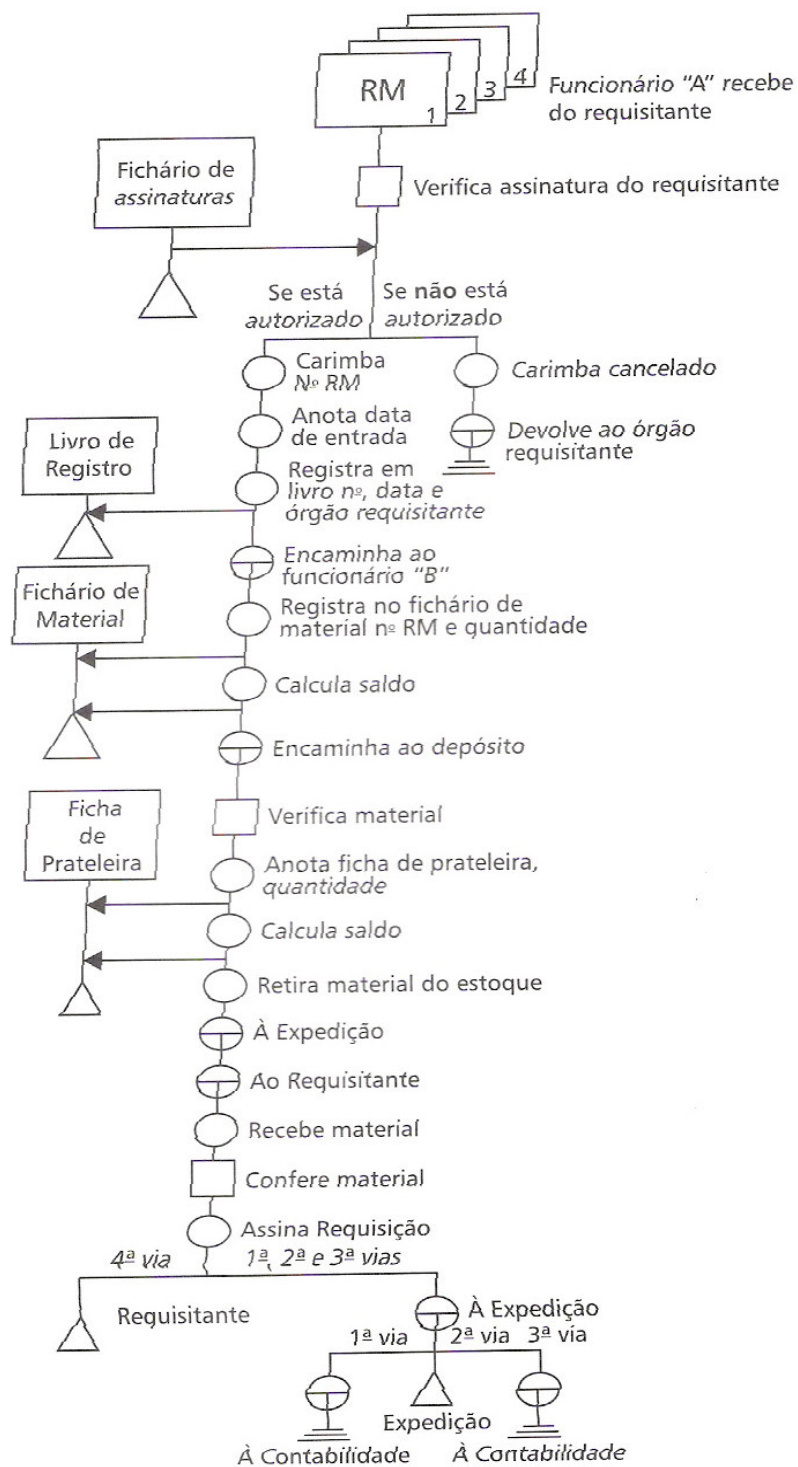 RM
1
2
3
4
Funcionário "A" recebe
do requisitante
Fichário de
assinaturas
Verifica assinatura do requisitante
Se está
autorizado
Se não está
autorizado
Carimba
Nº RM
Carimba cancelado
Anota data
de entrada
Devolve ao órgão
requisitante
Livro de
Registro
Registra em
livro nº, data e
órgão requisitante
Encaminha ao
funcionário "B"
Fichário de
Material
Registra no fichário de
material nº RM e quantidade
Calcula saldo
Encaminha ao depósito
Ficha
de
Prateleira
Verifica material
Anota ficha de prateleira,
quantidade
Calcula saldo
Retira material do estoque
À Expedição
Ao Requisitante
Recebe material
Confere material
Assina Requisição
4ª via
1ª, 2ª e 3ª vias
Requisitante
À Expedição
1ª via
2ª via
3ª via
Expedição
À Contabilidade
À Contabilidade